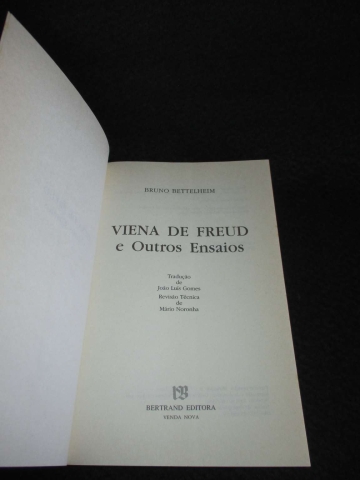 BRUNO BETTELHEIM
VIENA DE FREUD
e Outros Ensaios
Tradução
de
João Luís Gomes
Revisão Técnica
de
Mário Noronha
BERTRAND EDITORA
VENDA NOVA